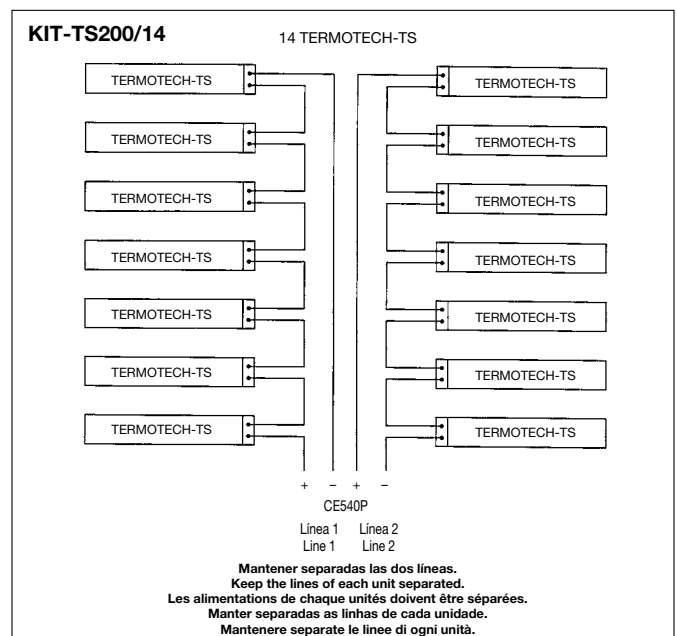 KIT-TS200/14
14 TERMOTECH-TS
TERMOTECH-TS
TERMOTECH-TS
TERMOTECH-TS
TERMOTECH-TS
TERMOTECH-TS
TERMOTECH-TS
TERMOTECH-TS
TERMOTECH-TS
TERMOTECH-TS
TERMOTECH-TS
TERMOTECH-TS
TERMOTECH-TS
TERMOTECH-TS
TERMOTECH-TS
+ – + –
CE540P
Línea 1 Línea 2
Line 1 Line 2
Mantener separadas las dos líneas.
Keep the lines of each unit separated.
Les alimentations de chaque unités doivent être séparées.
Manter separadas as linhas de cada unidade.
Mantenere separate le linee di ogni unità.